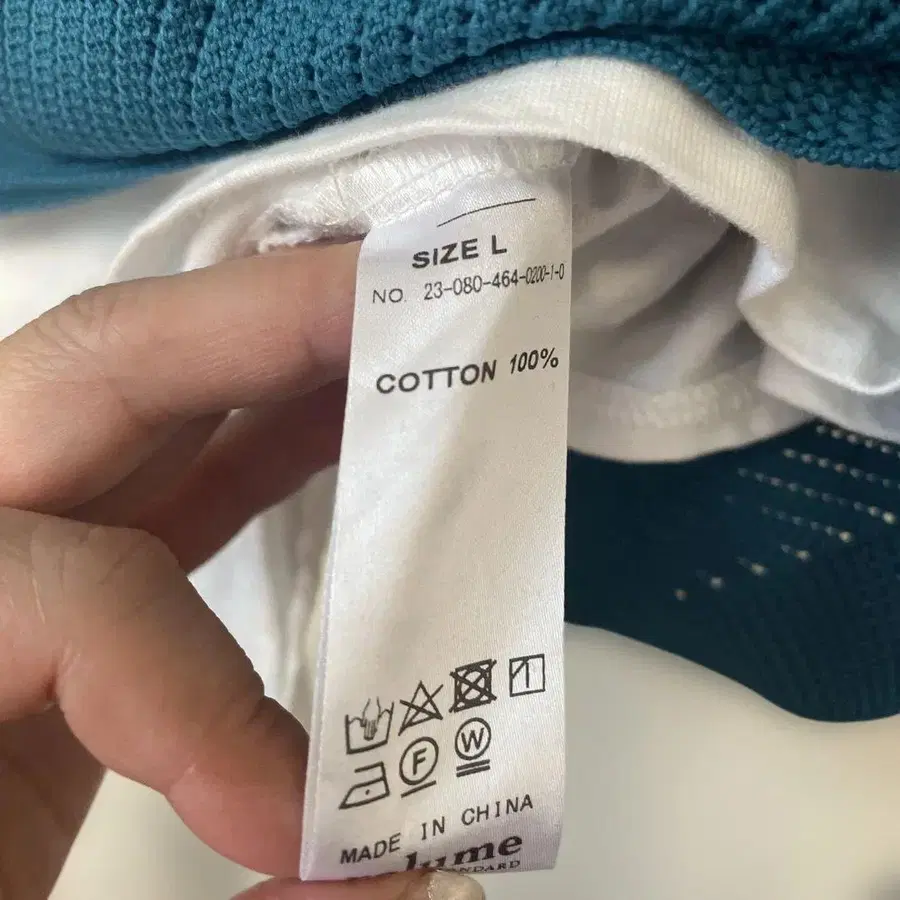 SIZE L
NO. 23-080-464-0200-1-0
COTTON 100%
F
W
MADE IN CHINA